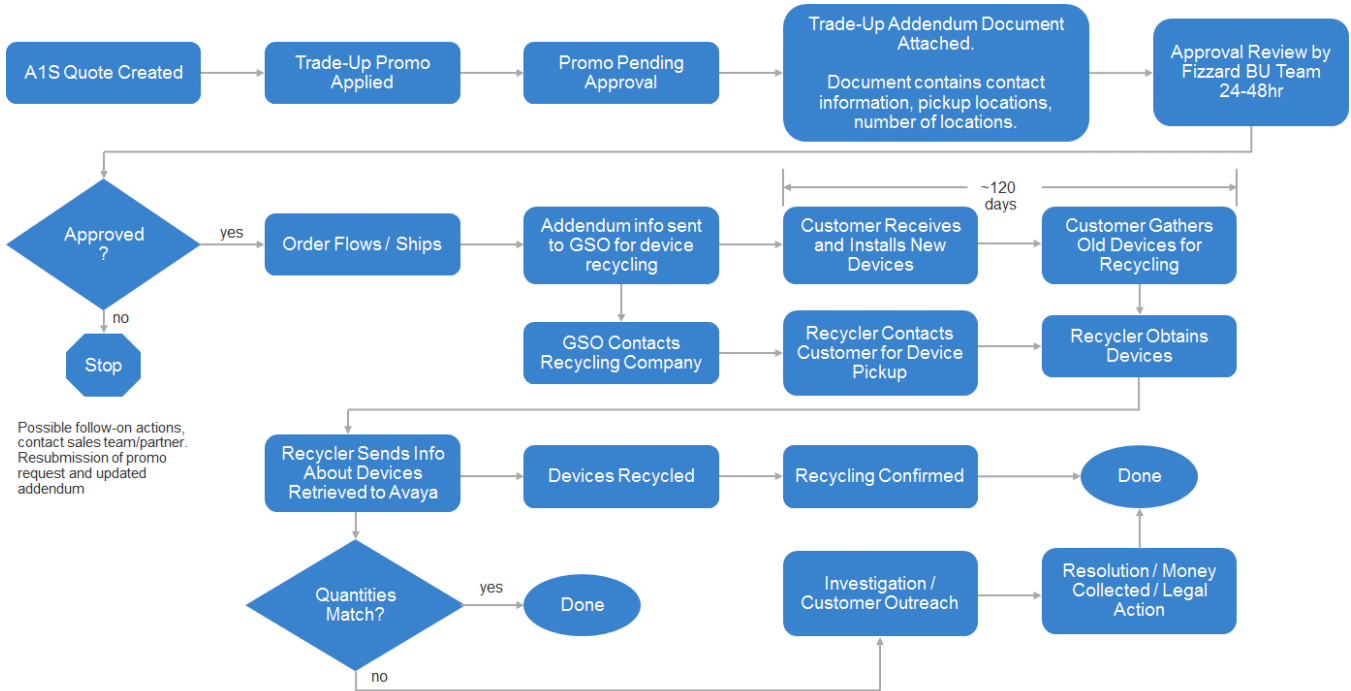 A1S Quote Created
Trade-Up Promo
Applied
Promo Pending
Approval
Trade-Up Addendum Document
Attached.
Document contains contact
information, pickup locations,
number of locations.
Approval Review by
Fizzard BU Team
24-48hr
Approved
?
yes
no
Stop
Possible follow-on actions,
contact sales team/partner.
Resubmission of promo
request and updated
addendum
Order Flows / Ships
Addendum info sent
to GSO for device
recycling
~120
days
Customer Receives
and Installs New
Devices
Customer Gathers
Old Devices for
Recycling
GSO Contacts
Recycling Company
Recycler Contacts
Customer for Device
Pickup
Recycler Obtains
Devices
Recycler Sends Info
About Devices
Retrieved to Avaya
Devices Recycled
Recycling Confirmed
Done
Quantities
Match?
yes
Done
no
Investigation /
Customer Outreach
Resolution / Money
Collected / Legal
Action